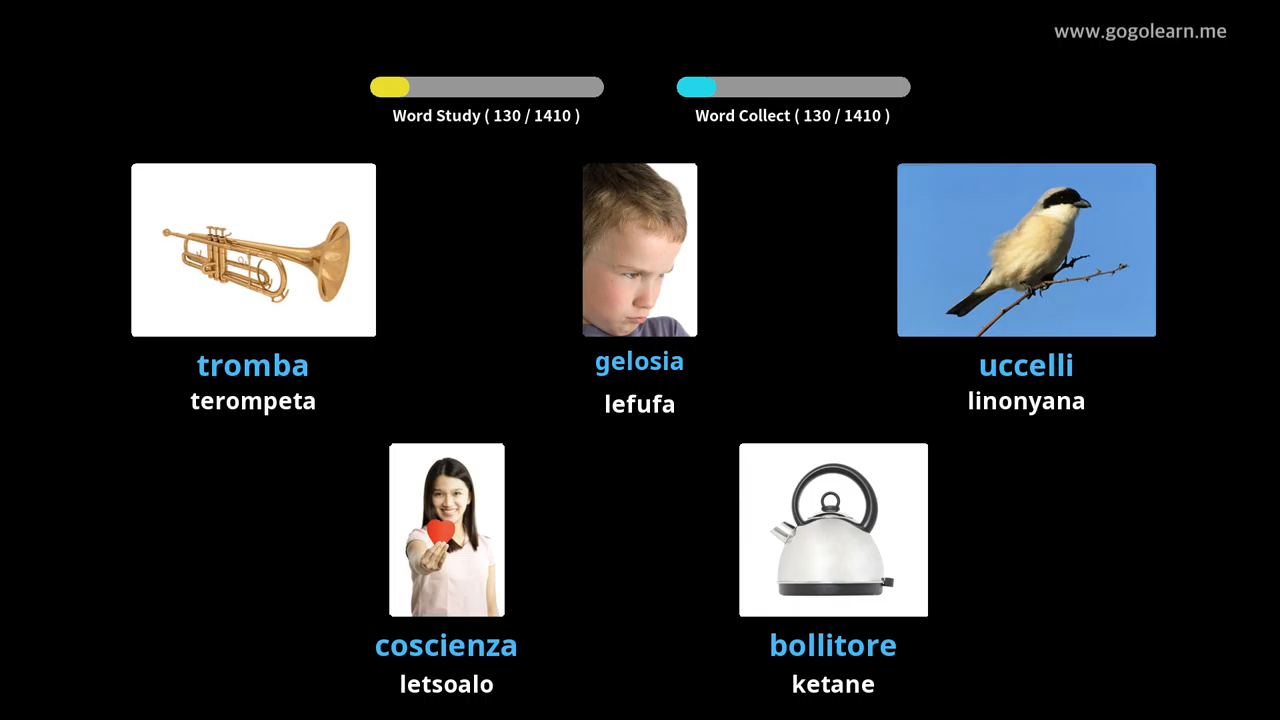 www.gogolearn.me
Word Study ( 130 / 1410 )
Word Collect ( 130 / 1410 )
tromba
terompeta
gelosia
lefufa
uccelli
linonyana
coscienza
letsoalo
bollitore
ketane